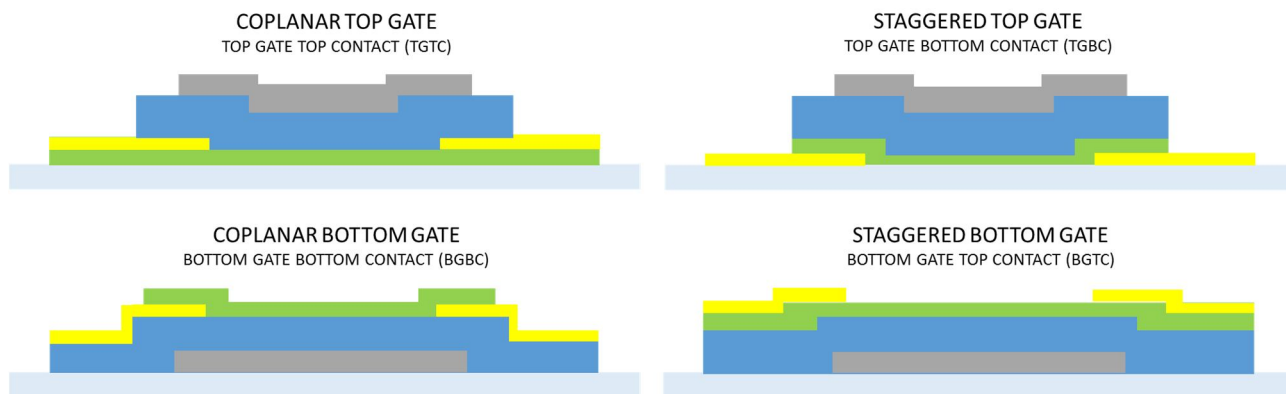 COPLANAR TOP GATE
TOP GATE TOP CONTACT (TGTC)
STAGGERED TOP GATE
TOP GATE BOTTOM CONTACT (TGBC)
COPLANAR BOTTOM GATE
BOTTOM GATE BOTTOM CONTACT (BGBC)
STAGGERED BOTTOM GATE
BOTTOM GATE TOP CONTACT (BGTC)